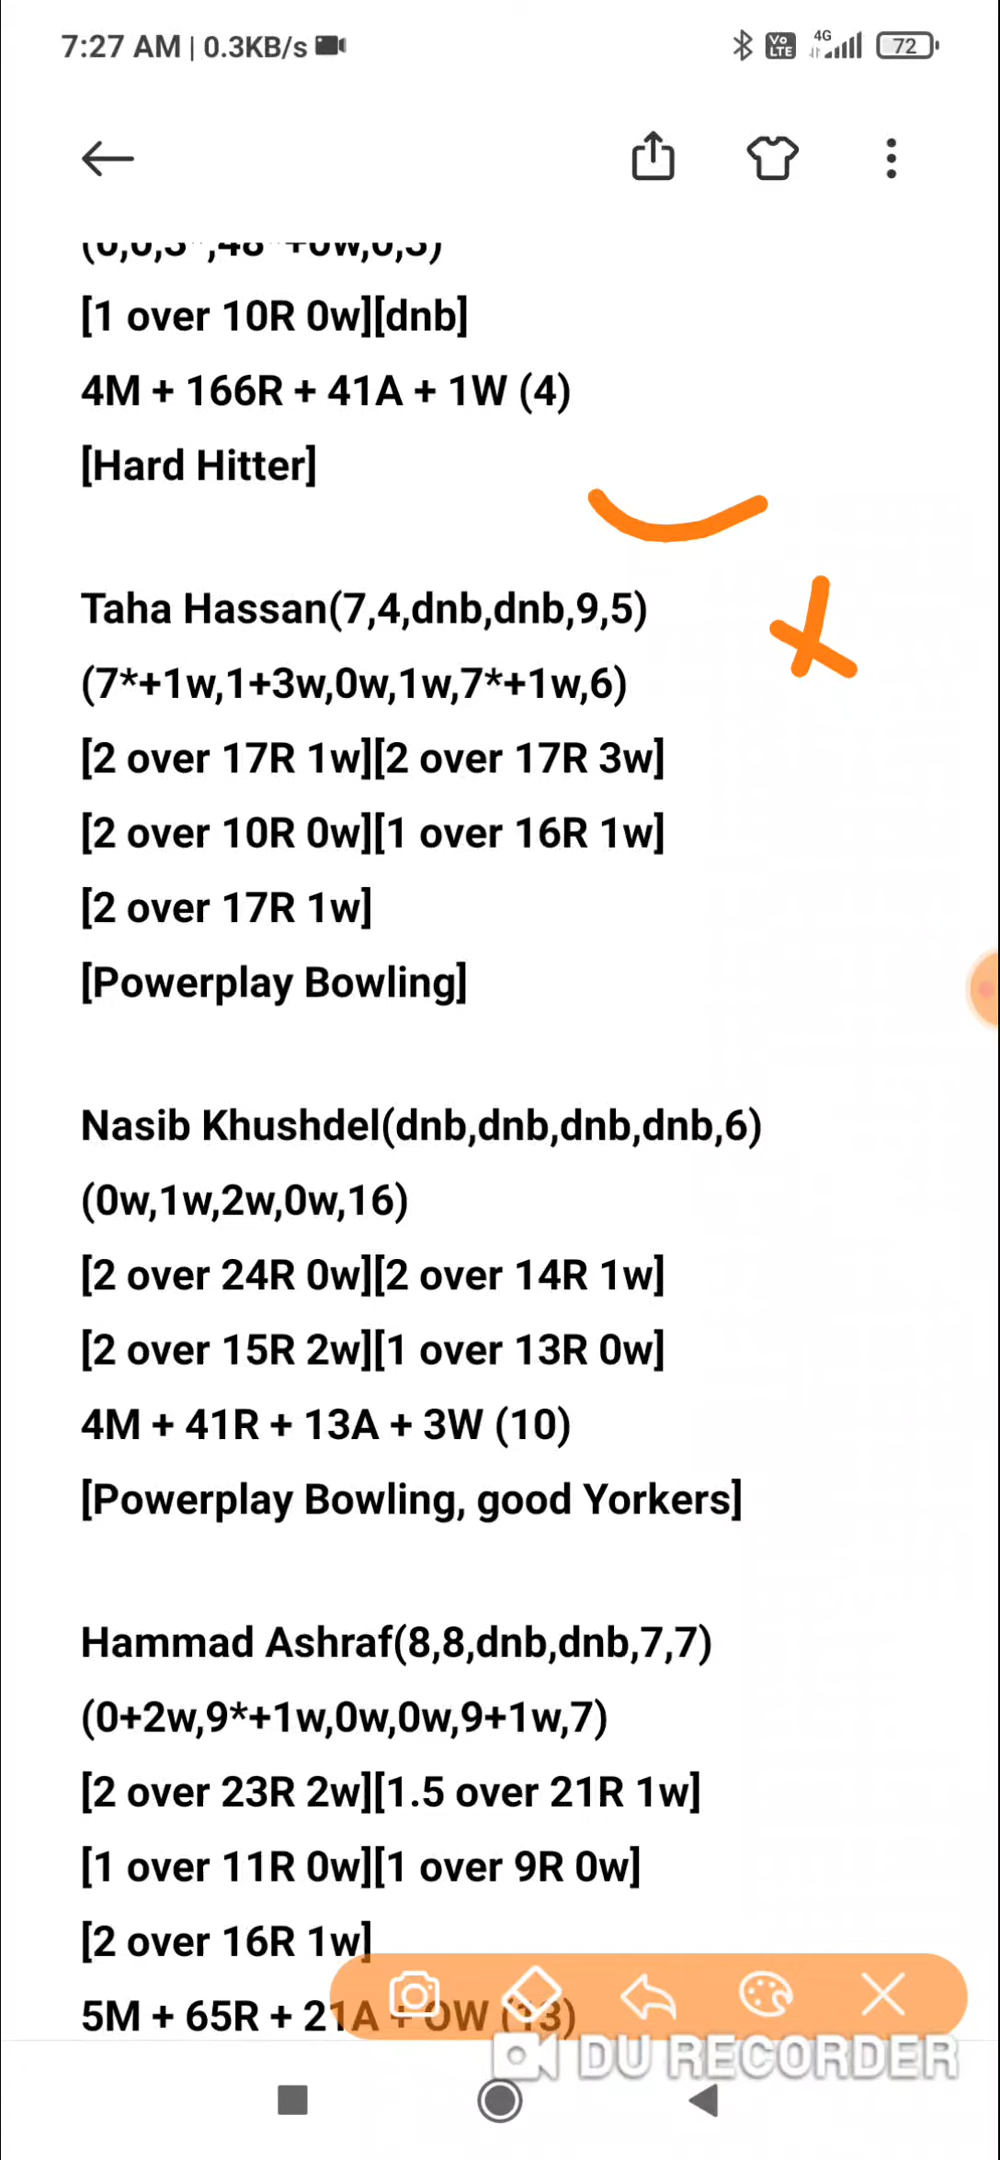 7:27 AM | 0.3KB/s
Vo LTE 4G 72
[1 over 10R 0w][dnb]
4M + 166R + 41A + 1W (4)
[Hard Hitter]
Taha Hassan(7,4,dnb,dnb,9,5)
(7*+1w,1+3w,0w,1w,7*+1w,6)
[2 over 17R 1w][2 over 17R 3w]
[2 over 10R 0w][1 over 16R 1w]
[2 over 17R 1w]
[Powerplay Bowling]
Nasib Khushdel(dnb,dnb,dnb,dnb,6)
(0w,1w,2w,0w,16)
[2 over 24R 0w][2 over 14R 1w]
[2 over 15R 2w][1 over 13R 0w]
4M + 41R + 13A + 3W (10)
[Powerplay Bowling, good Yorkers]
Hammad Ashraf(8,8,dnb,dnb,7,7)
(0+2w,9*+1w,0w,0w,9+1w,7)
[2 over 23R 2w][1.5 over 21R 1w]
[1 over 11R 0w][1 over 9R 0w]
[2 over 16R 1w]
5M + 65R + 21A + 0W (13)
DU RECORDER